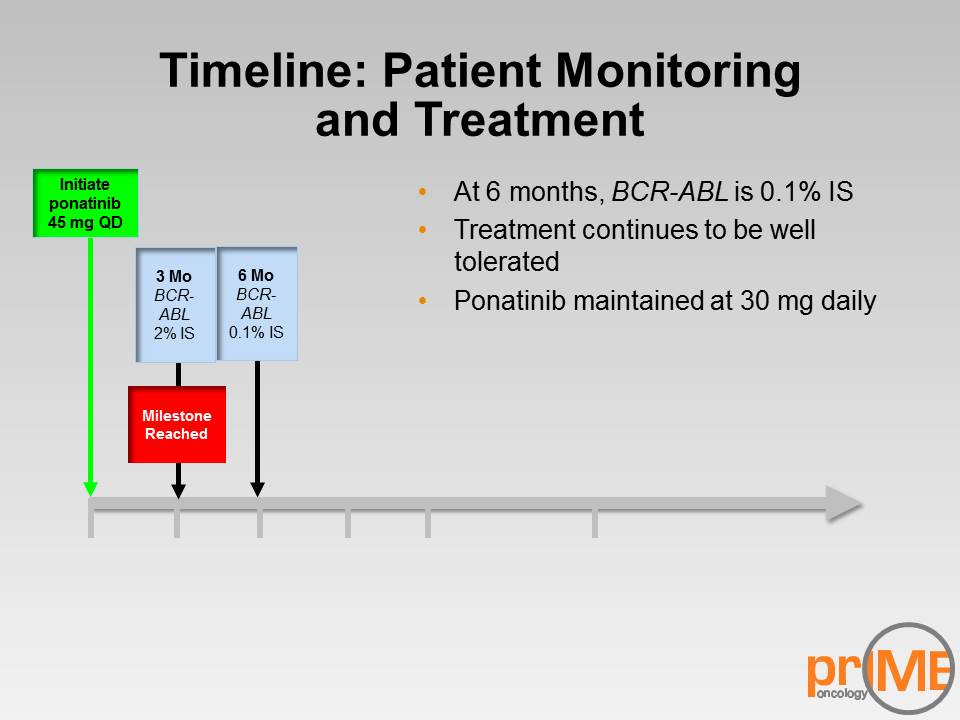 Timeline: Patient Monitoring
and Treatment
Initiate
ponatinib
45 mg QD
3 Mo
BCR-
ABL
2% IS
6 Mo
BCR-
ABL
0.1% IS
Milestone
Reached
• At 6 months, BCR-ABL is 0.1% IS
• Treatment continues to be well
tolerated
• Ponatinib maintained at 30 mg daily
prIME
oncology